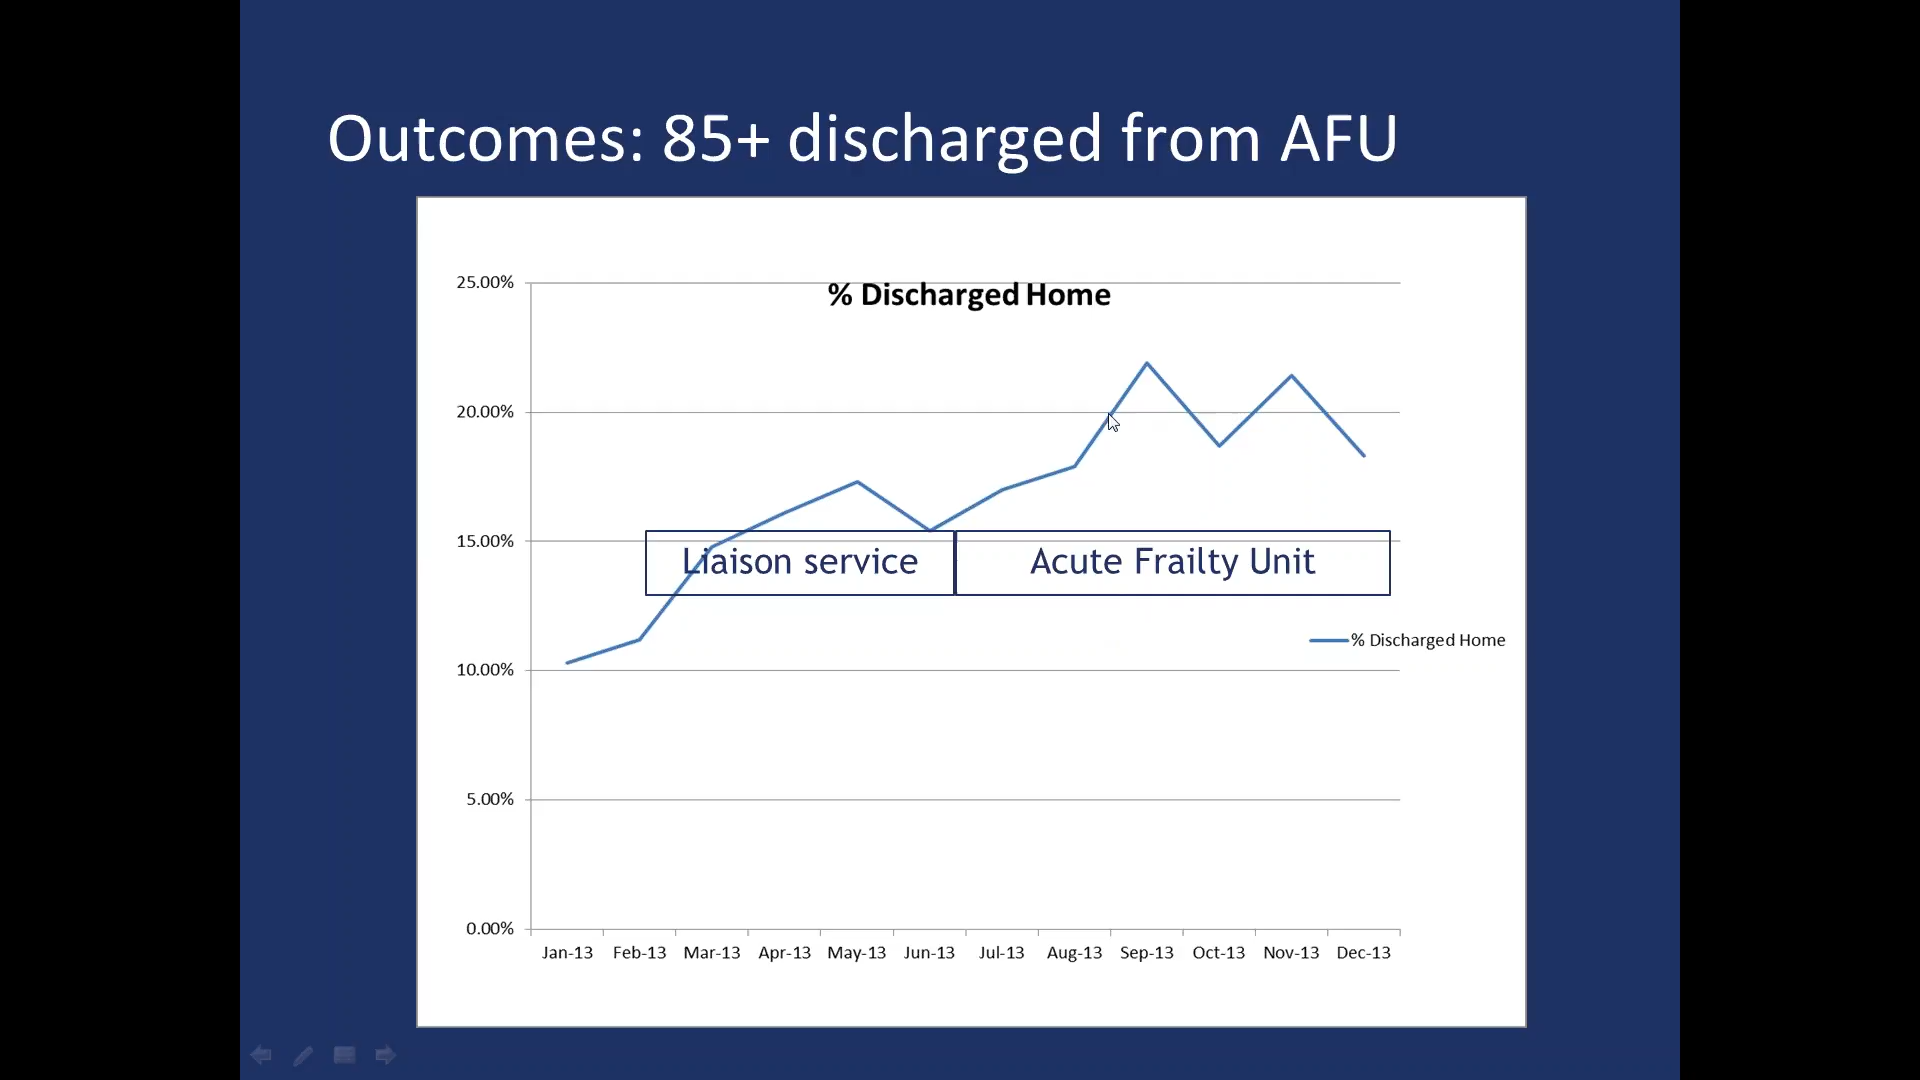 Outcomes: 85+ discharged from AFU
% Discharged Home
25.00%
20.00%
15.00%
10.00%
5.00%
0.00%
Liaison service
Acute Frailty Unit
% Discharged Home
Jan-13 Feb-13 Mar-13 Apr-13 May-13 Jun-13 Jul-13 Aug-13 Sep-13 Oct-13 Nov-13 Dec-13